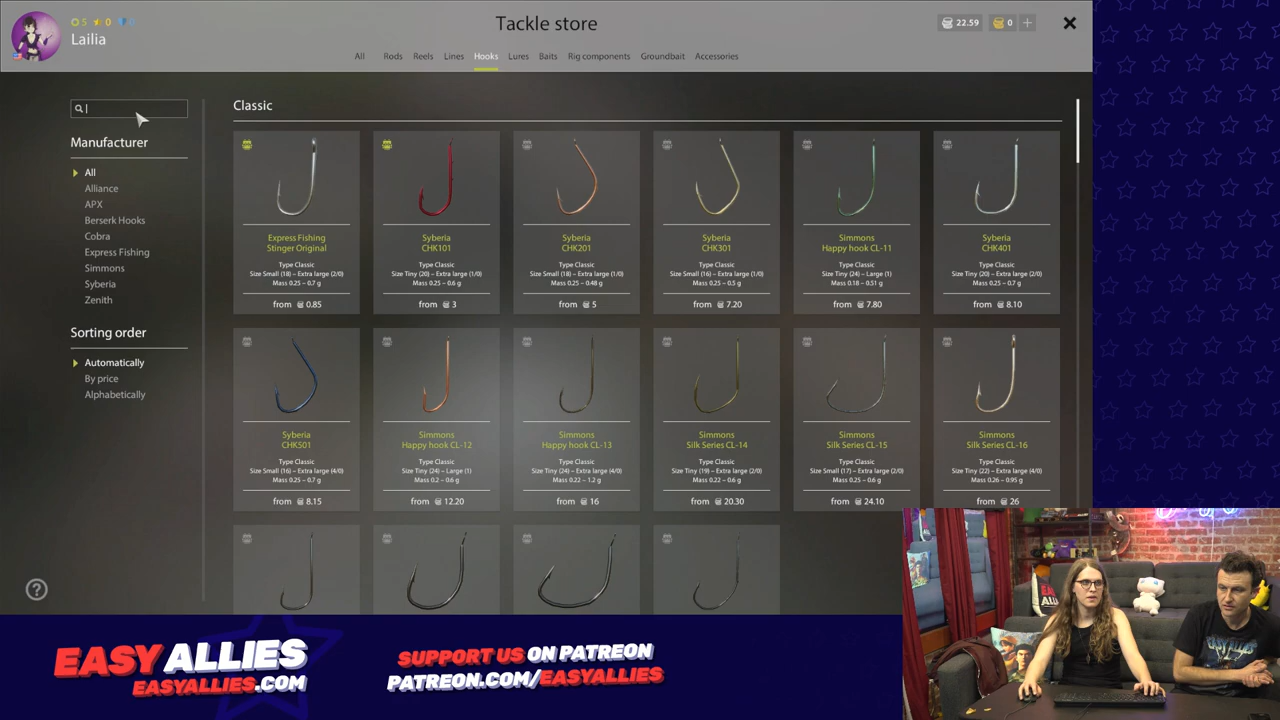 5 0 0
Lailia
Tackle store
22.59 0 +
All Rods Reels Lines Hooks Lures Baits Rig components Groundbait Accessories
Manufacturer
All
Alliance
APX
Berserk Hooks
Cobra
Express Fishing
Simmons
Syberia
Zenith
Sorting order
Automatically
By price
Alphabetically
Classic
Express Fishing
Stinger Original
Type Classic
Size Small (18) – Extra large (2/0)
Mass 0.25 – 0.7 g
from 0.85
Syberia
CHK101
Type Classic
Size Tiny (20) – Extra large (1/0)
Mass 0.25 – 0.6 g
from 3
Syberia
CHK201
Type Classic
Size Small (18) – Extra large (1/0)
Mass 0.25 – 0.48 g
from 5
Syberia
CHK301
Type Classic
Size Small (16) – Extra large (1/0)
Mass 0.25 – 0.5 g
from 7.20
Simmons
Happy hook CL-11
Type Classic
Size Tiny (24) – Large (1)
Mass 0.18 – 0.51 g
from 7.80
Syberia
CHK401
Type Classic
Size Tiny (20) – Extra large (2/0)
Mass 0.25 – 0.7 g
from 8.10
Syberia
CHK501
Type Classic
Size Small (16) – Extra large (4/0)
Mass 0.25 – 0.7 g
from 8.15
Simmons
Happy hook CL-12
Type Classic
Size Tiny (24) – Large (1)
Mass 0.2 – 0.6 g
from 12.20
Simmons
Happy hook CL-13
Type Classic
Size Tiny (24) – Extra large (4/0)
Mass 0.22 – 1.2 g
from 16
Simmons
Silk Series CL-14
Type Classic
Size Tiny (19) – Extra large (2/0)
Mass 0.22 – 0.6 g
from 20.30
Simmons
Silk Series CL-15
Type Classic
Size Small (17) – Extra large (2/0)
Mass 0.25 – 0.6 g
from 24.10
Simmons
Silk Series CL-16
Type Classic
Size Tiny (22) – Extra large (4/0)
Mass 0.26 – 0.95 g
from 26
?
EASY ALLIES
EASYALLIES.COM
SUPPORT US ON PATREON
PATREON.COM/EASYALLIES